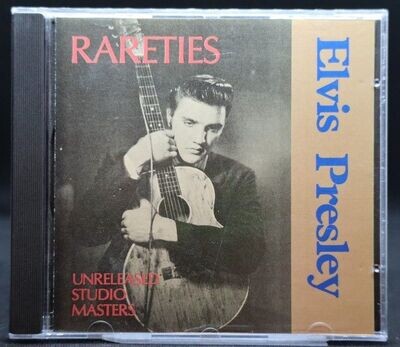 RARETIES
Elvis Presley
UNRELEASED
STUDIO
MASTERS